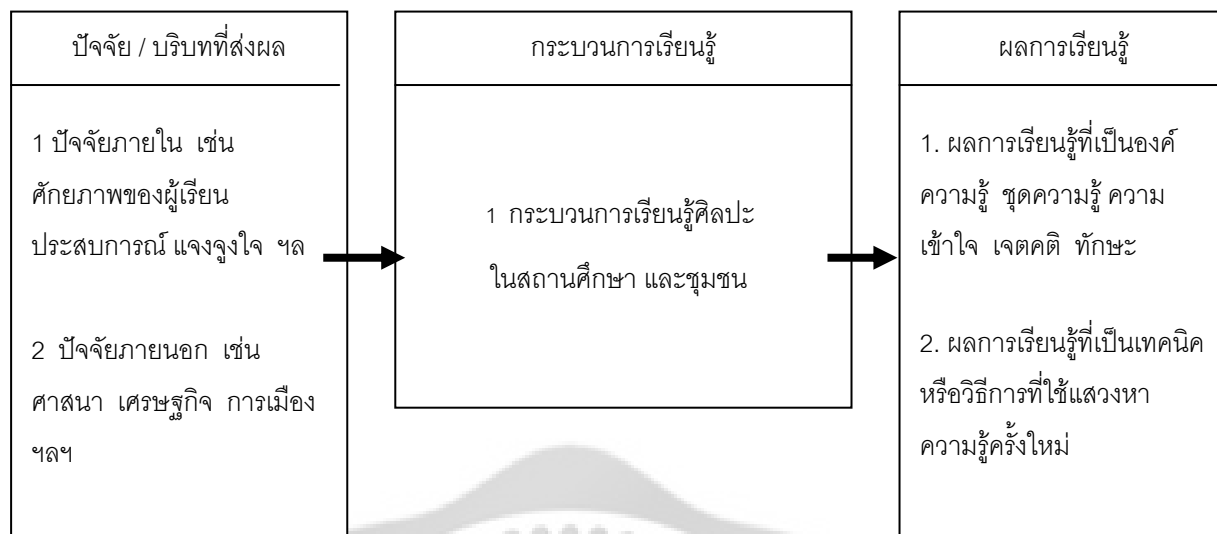 ปัจจัย / บริบทที่ส่งผล
1 ปัจจัยภายใน เช่น
ศักยภาพของผู้เรียน
ประสบการณ์ แจงจูงใจ ฯล
2 ปัจจัยภายนอก เช่น
ศาสนา เศรษฐกิจ การเมือง
ฯลฯ
กระบวนการเรียนรู้
1 กระบวนการเรียนรู้ศิลปะ
ในสถานศึกษา และชุมชน
ผลการเรียนรู้
1. ผลการเรียนรู้ที่เป็นองค์
ความรู้ ชุดความรู้ ความ
เข้าใจ เจตคติ ทักษะ
2. ผลการเรียนรู้ที่เป็นเทคนิค
หรือวิธีการที่ใช้แสวงหา
ความรู้ครั้งใหม่